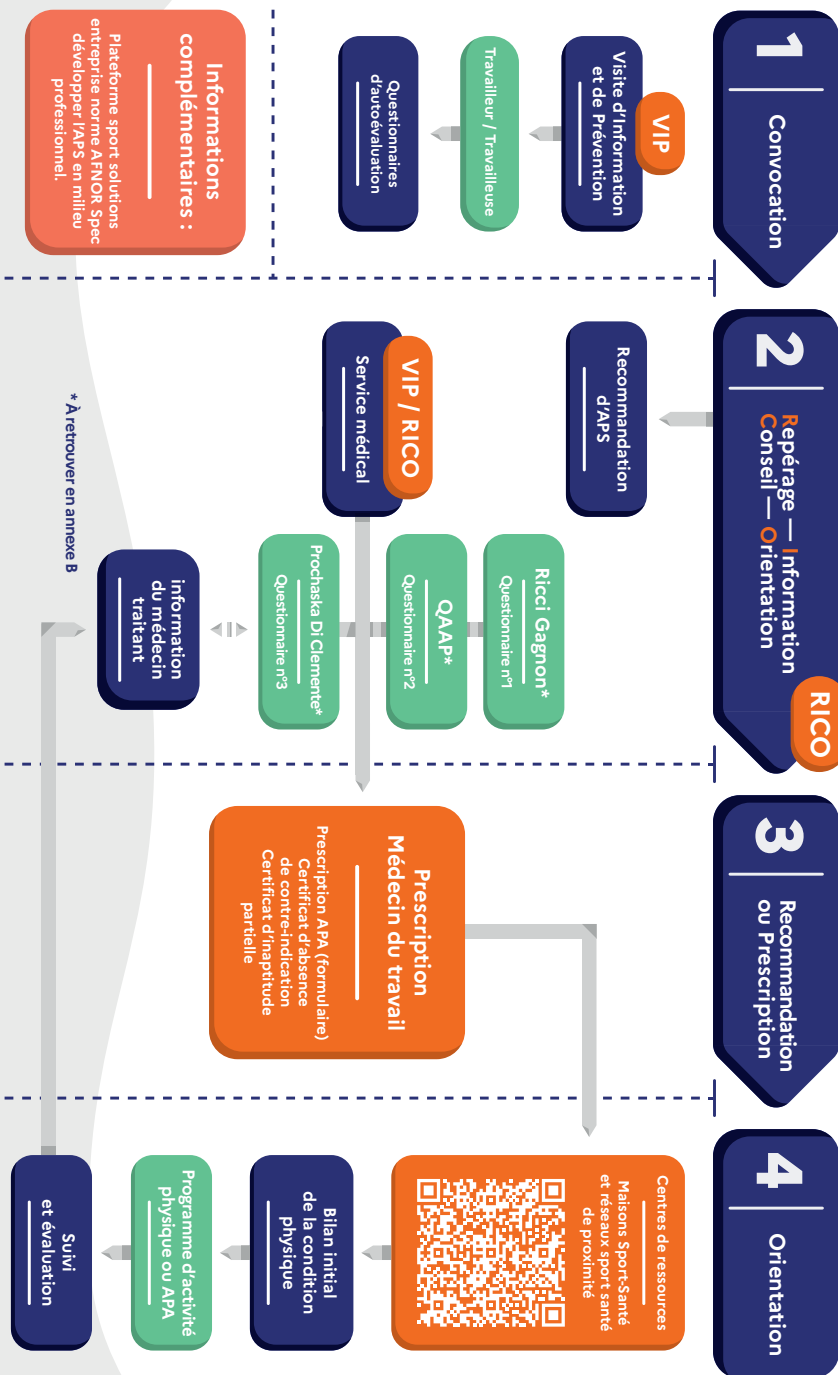 1
Convocation
VIP
Visite d'Information
et de Prévention
Travailleur / Travailleuse
Questionnaires
d'autoévaluation
Informations
complémentaires :
Plateforme sport solutions
entreprise norme AFNOR Spec
développer l'APS en milieu
professionnel.
2
Repérage — Information
Conseil — Orientation
RICO
Recommandation
d'APS
VIP / RICO
Service médical
Ricci Gagnon*
Questionnaire n°1
QAAP*
Questionnaire n°2
Prochaska Di Clemente*
Questionnaire n°3
information
du médecin
traitant
* À retrouver en annexe B
3
Recommandation
ou Prescription
Prescription
Médecin du travail
Prescription APA (formulaire)
Certificat d'absence
de contre-indication
Certificat d'inaptitude
partielle
4
Orientation
Centres de ressources
Maisons Sport-Santé
et réseaux sport santé
de proximité
Bilan initial
de la condition
physique
Programme d'activité
physique ou APA
Suivi
et évaluation